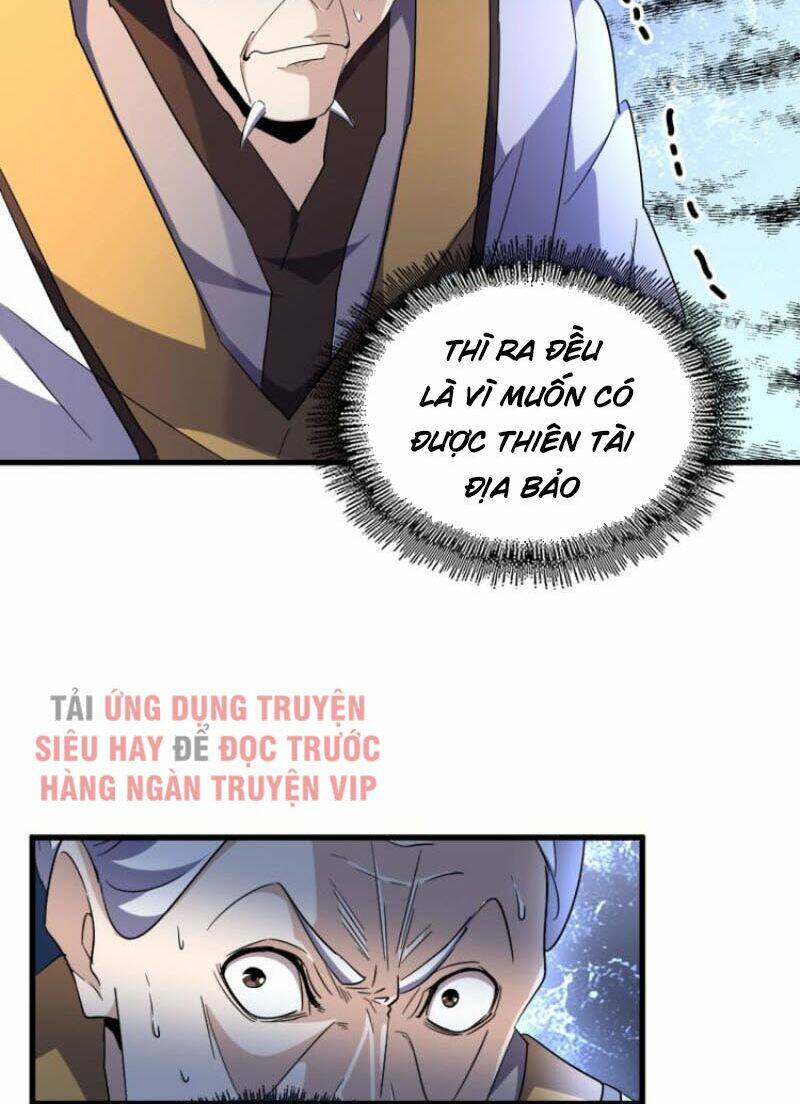 THÌ RA ĐỀU
LÀ VÌ MUỐN CÓ
ĐƯỢC THIÊN TÀI
ĐỊA BẢO
TẢI ỨNG DỤNG TRUYỆN
SIÊU HAY ĐỂ ĐỌC TRƯỚC
HÀNG NGÀN TRUYỆN VIP